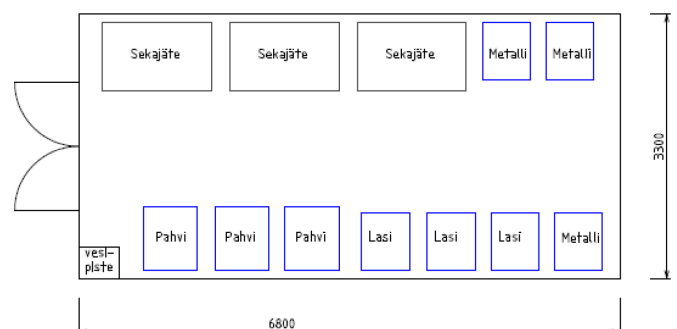 Sekajäte Sekajäte Sekajäte Metalli Metalli
3300
Pahvi Pahvi Pahvi Lasi Lasi Lasi Metalli
vesi-
piste
6800